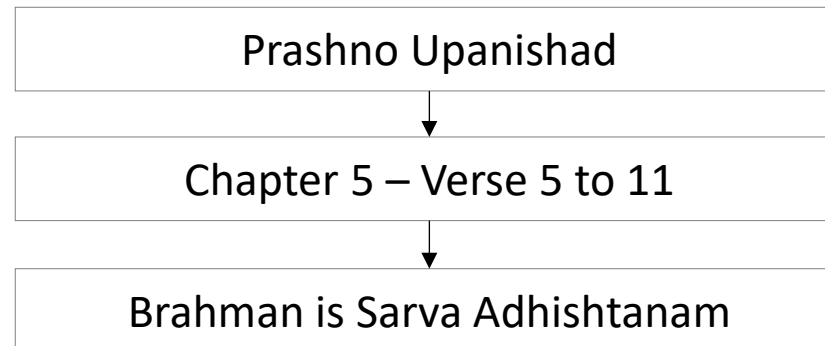 Prashno Upanishad
Chapter 5 – Verse 5 to 11
Brahman is Sarva Adhishtanam